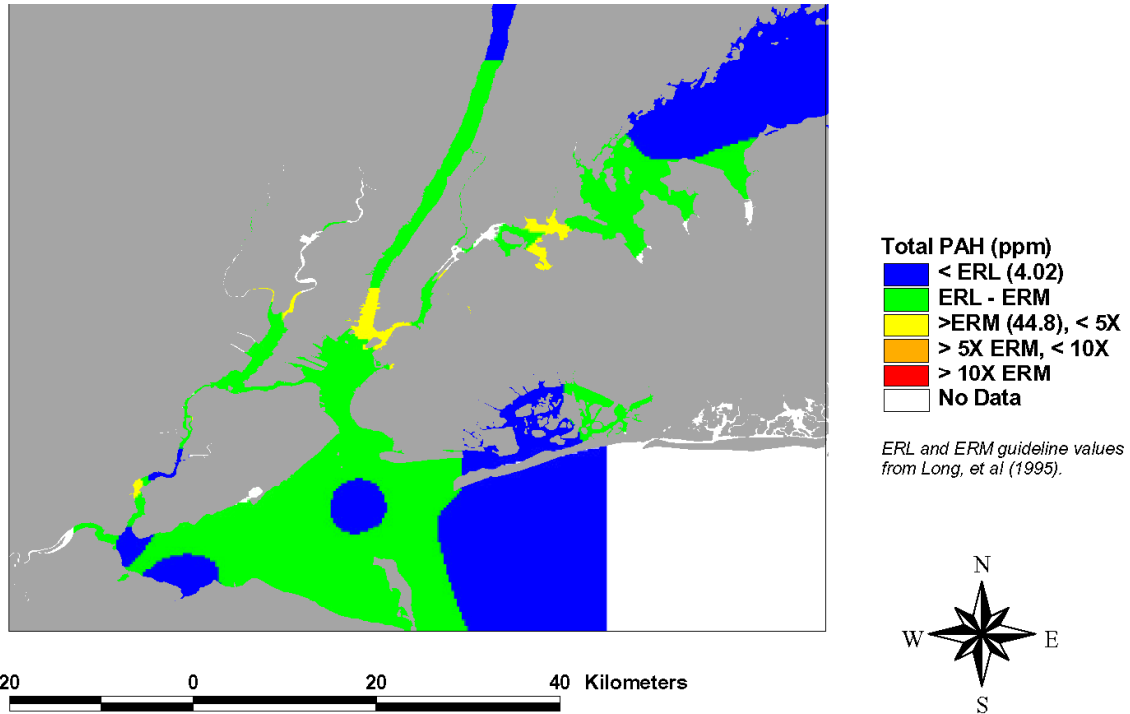 Total PAH (ppm)
< ERL (4.02)
ERL - ERM
>ERM (44.8), < 5X
> 5X ERM, < 10X
> 10X ERM
No Data
ERL and ERM guideline values
from Long, et al (1995).
N
W E
S
20 0 20 40 Kilometers